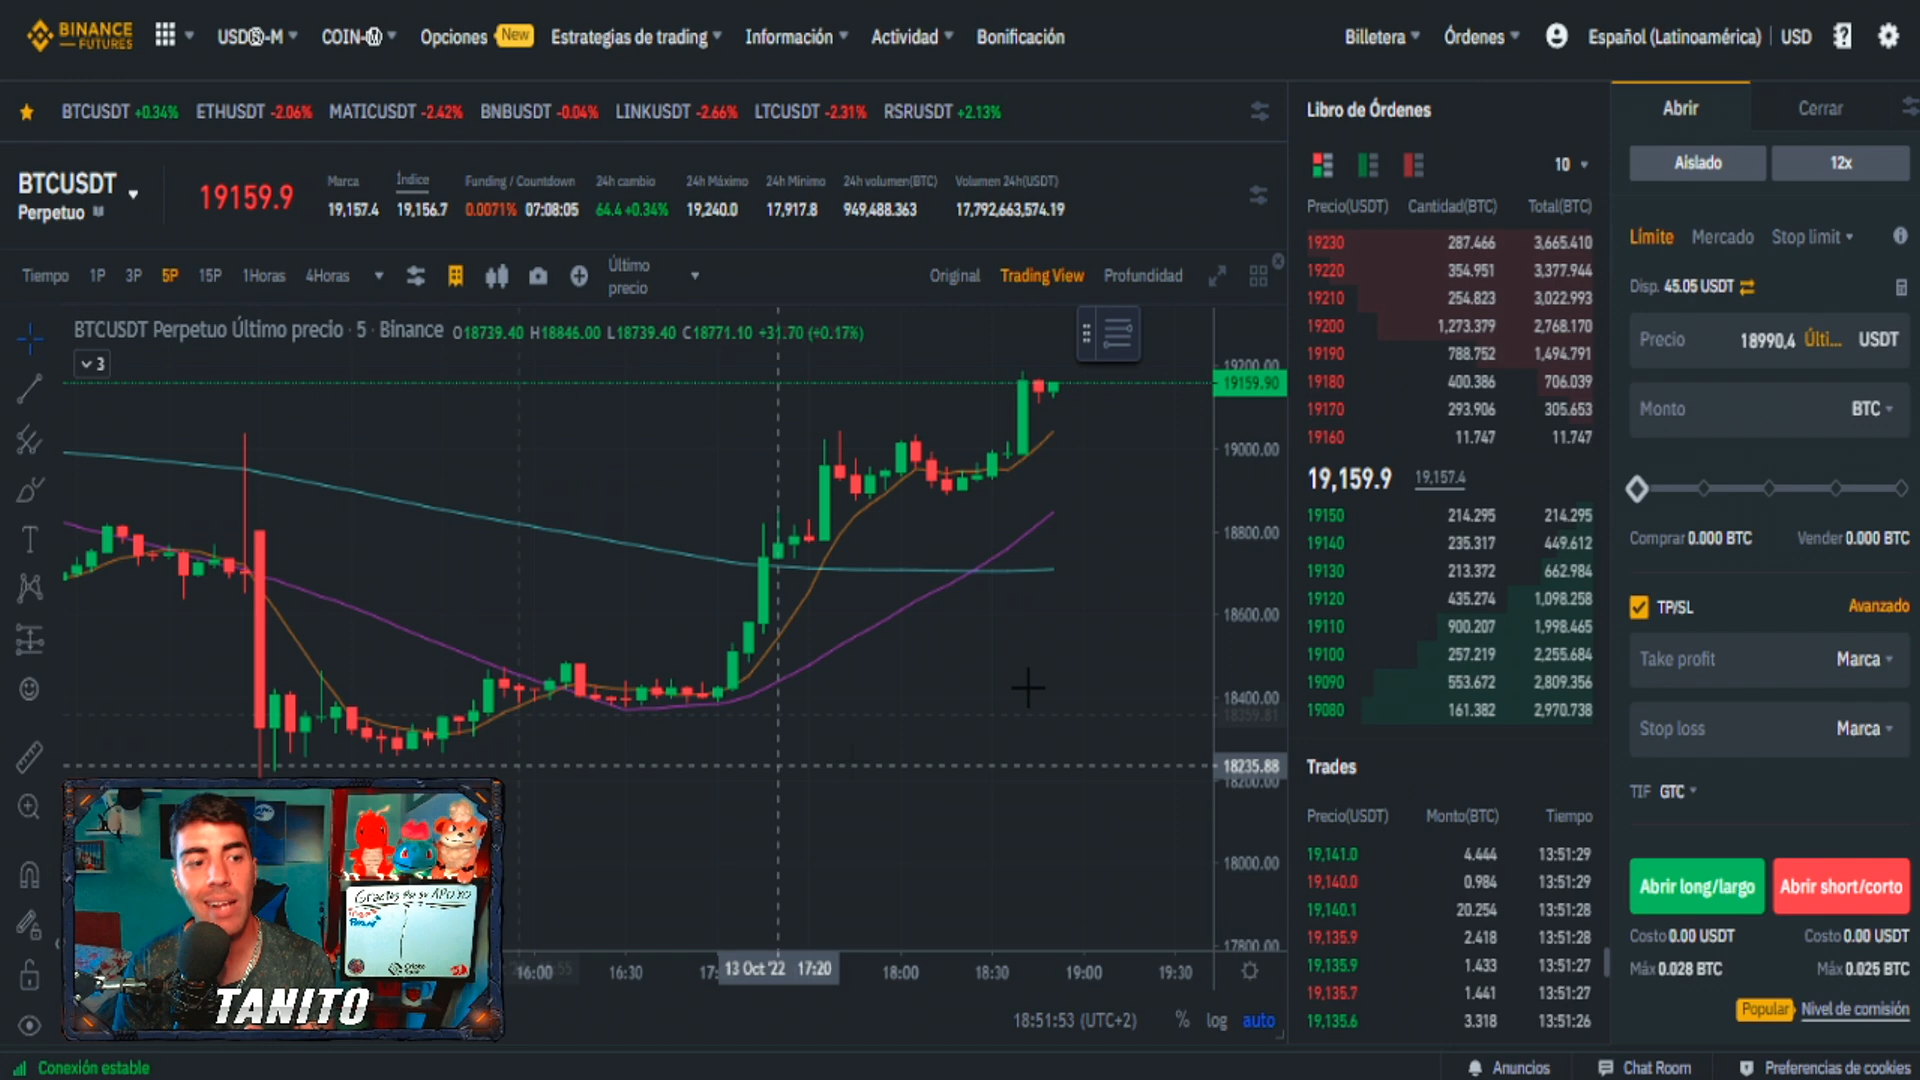 BINANCE
FUTURES
USDⓈ-M
COIN-Ⓜ
Opciones New
Estrategias de trading
Información
Actividad
Bonificación
Billetera
Órdenes
Español (Latinoamérica)
USD
BTCUSDT +0.34% ETHUSDT -2.06% MATICUSDT -2.42% BNBUSDT -0.04% LINKUSDT -2.66% LTCUSDT -2.31% RSRUSDT +2.13%
BTCUSDT
Perpetuo
19159.9
Marca Índice Funding / Countdown 24h cambio 24h Máximo 24h Mínimo 24h volumen(BTC) Volumen 24h(USDT)
19,157.4 19,156.7 0.0071% 07:08:05 64.4 +0.34% 19,240.0 17,917.8 949,488.363 17,792,663,574.19
Tiempo 1P 3P 5P 15P 1Horas 4Horas
Último
precio
Original Trading View Profundidad
BTCUSDT Perpetuo Último precio · 5 · Binance O18739.40 H18846.00 L18739.40 C18771.10 +31.70 (+0.17%)
3
19200.00
19159.90
19000.00
18800.00
18600.00
18400.00
18359.81
18235.88
18200.00
18000.00
17800.00
16:00 16:30 17: 13 Oct '22 17:20 18:00 18:30 19:00 19:30
18:51:53 (UTC+2) % log auto
Gracias Por su APOYO
TANITO
Libro de Órdenes
10
Precio(USDT) Cantidad(BTC) Total(BTC)
19230 287.466 3,665.410
19220 354.951 3,377.944
19210 254.823 3,022.993
19200 1,273.379 2,768.170
19190 788.752 1,494.791
19180 400.386 706.039
19170 293.906 305.653
19160 11.747 11.747
19,159.9 19,157.4
19150 214.295 214.295
19140 235.317 449.612
19130 213.372 662.984
19120 435.274 1,098.258
19110 900.207 1,998.465
19100 257.219 2,255.684
19090 553.672 2,809.356
19080 161.382 2,970.738
Trades
Precio(USDT) Monto(BTC) Tiempo
19,141.0 4.444 13:51:29
19,140.0 0.984 13:51:29
19,140.1 20.254 13:51:28
19,135.9 2.418 13:51:28
19,135.9 1.433 13:51:27
19,135.7 1.441 13:51:27
19,135.6 3.318 13:51:26
Abrir Cerrar
Aislado 12x
Límite Mercado Stop limit
Disp. 45.05 USDT
Precio 18990,4 Últi... USDT
Monto BTC
Comprar 0.000 BTC Vender 0.000 BTC
TP/SL Avanzado
Take profit Marca
Stop loss Marca
TIF GTC
Abrir long/largo Abrir short/corto
Costo 0.00 USDT Costo 0.00 USDT
Máx 0.028 BTC Máx 0.025 BTC
Popular Nivel de comisión
Conexión estable
Anuncios
Chat Room
Preferencias de cookies